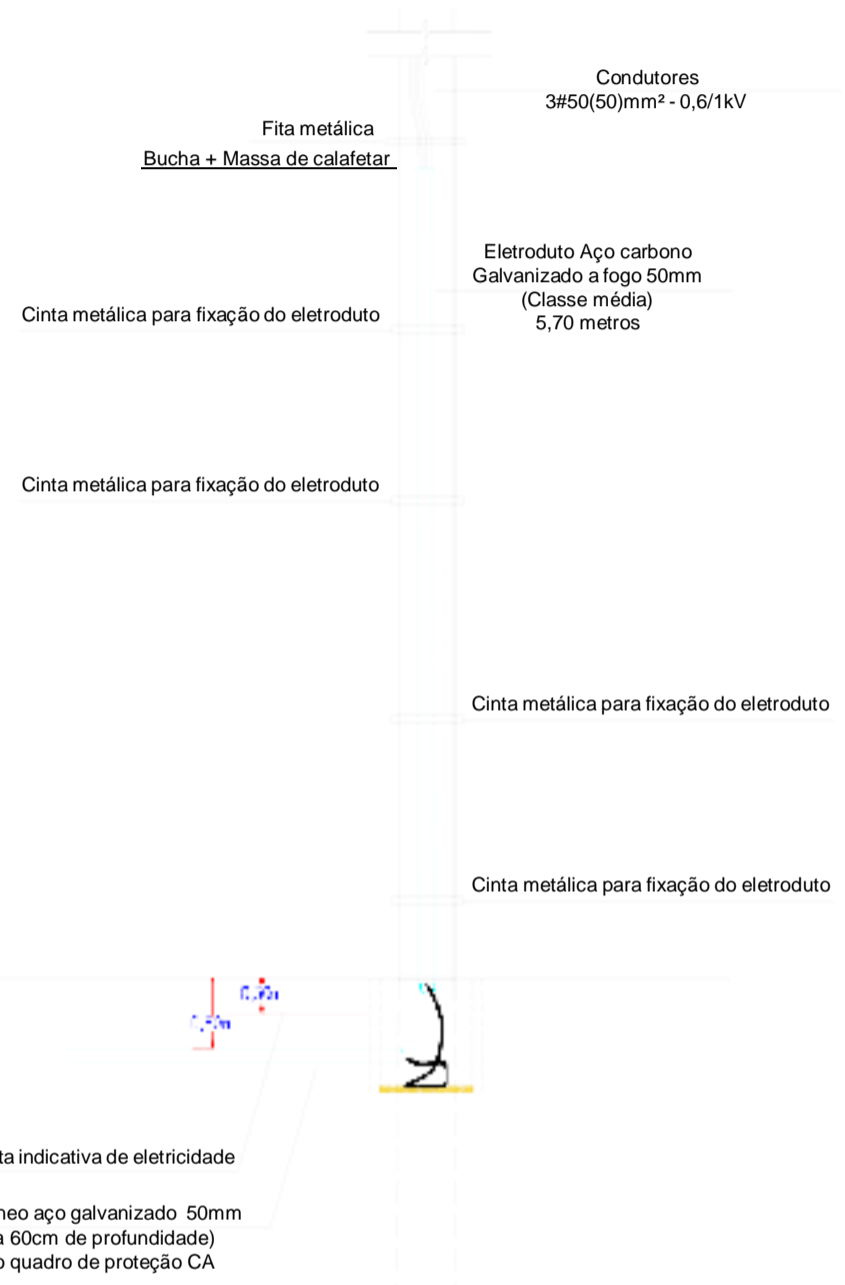 Condutores
3#50(50)mm² - 0,6/1kV
Fita metálica
Bucha + Massa de calafetar
Eletroduto Aço carbono
Galvanizado a fogo 50mm
(Classe média)
5,70 metros
Cinta metálica para fixação do eletroduto
Cinta metálica para fixação do eletroduto
Cinta metálica para fixação do eletroduto
Cinta metálica para fixação do eletroduto
indicativa de eletricidade
aço galvanizado 50mm
60cm de profundidade)
quadro de proteção CA